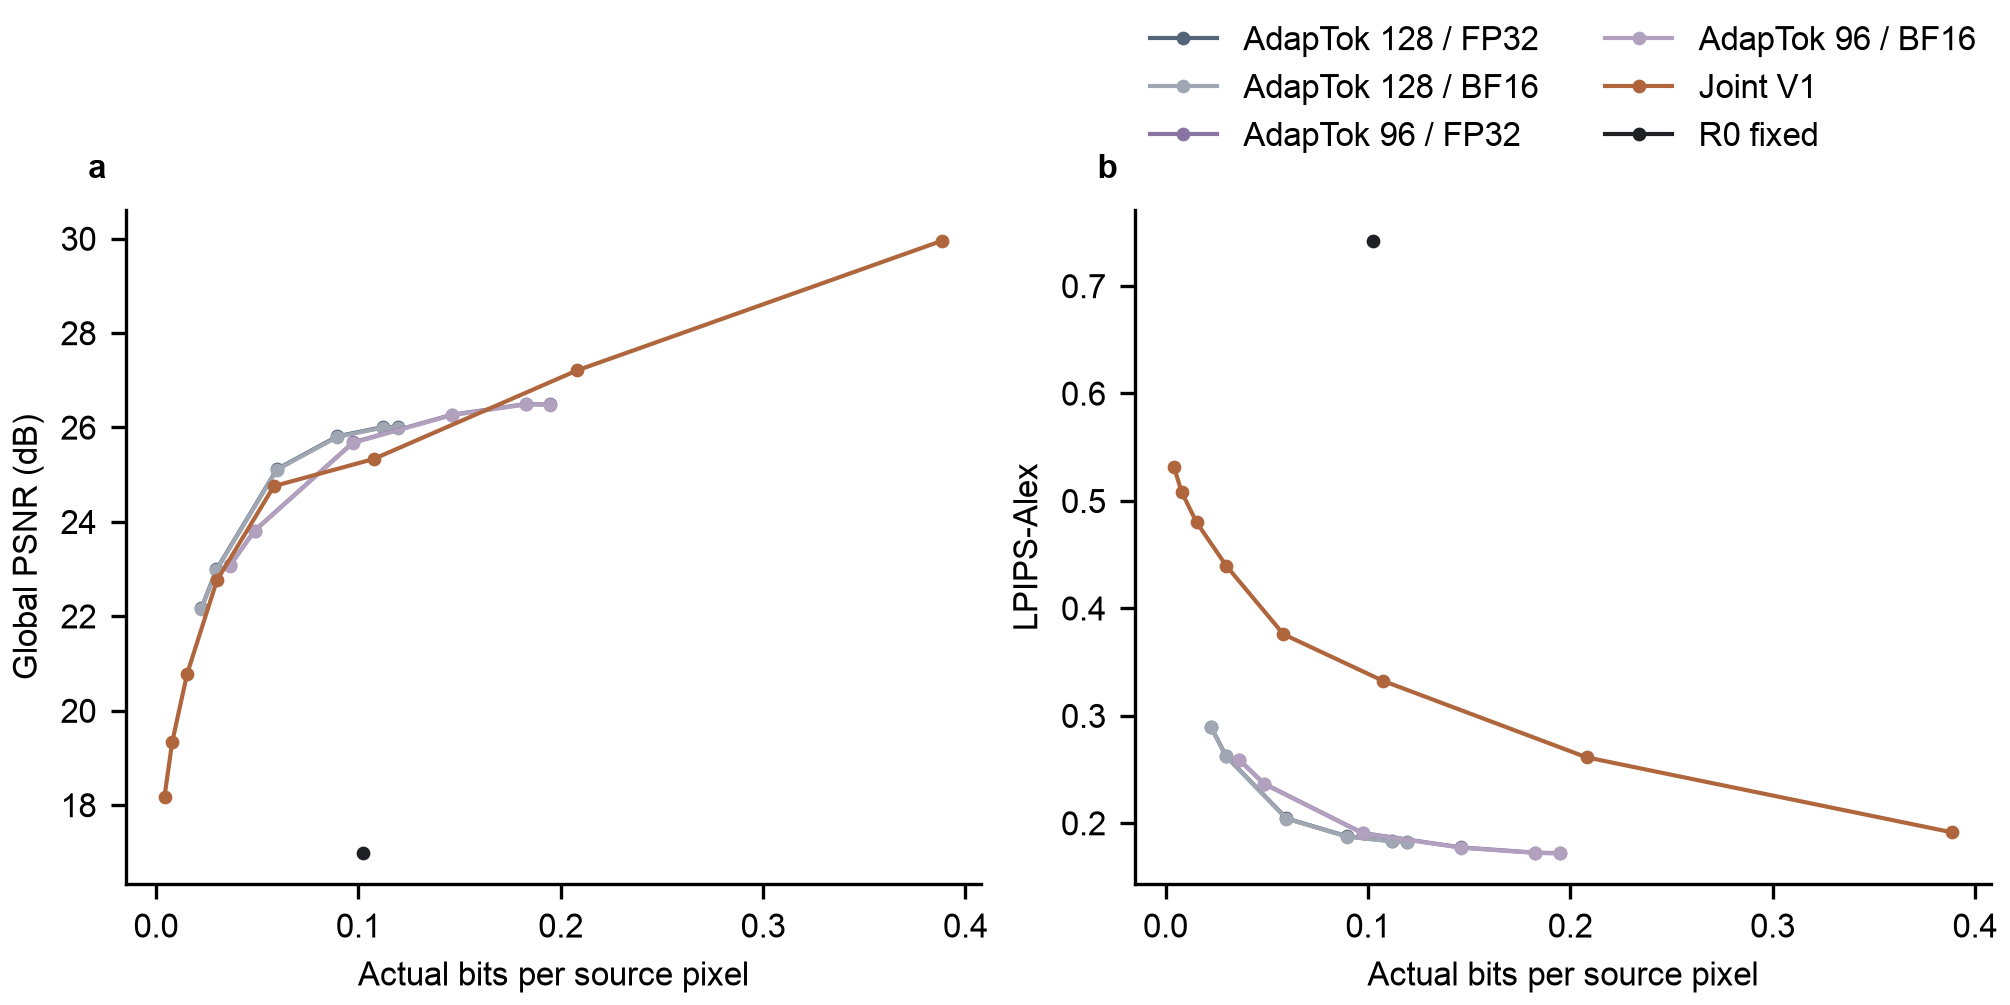 AdapTok 128 / FP32
AdapTok 128 / BF16
AdapTok 96 / FP32
AdapTok 96 / BF16
Joint V1
R0 fixed
a
30
28
26
24
22
20
18
Global PSNR (dB)
0.0 0.1 0.2 0.3 0.4
Actual bits per source pixel
b
0.7
0.6
0.5
0.4
0.3
0.2
LPIPS-Alex
0.0 0.1 0.2 0.3 0.4
Actual bits per source pixel